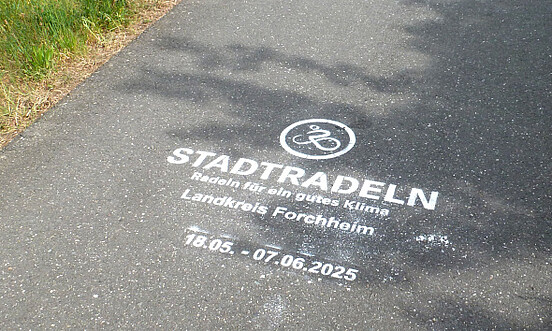 STADTRADELN
Radeln für ein gutes Klima
Landkreis Forchheim
18.05. - 07.06.2025